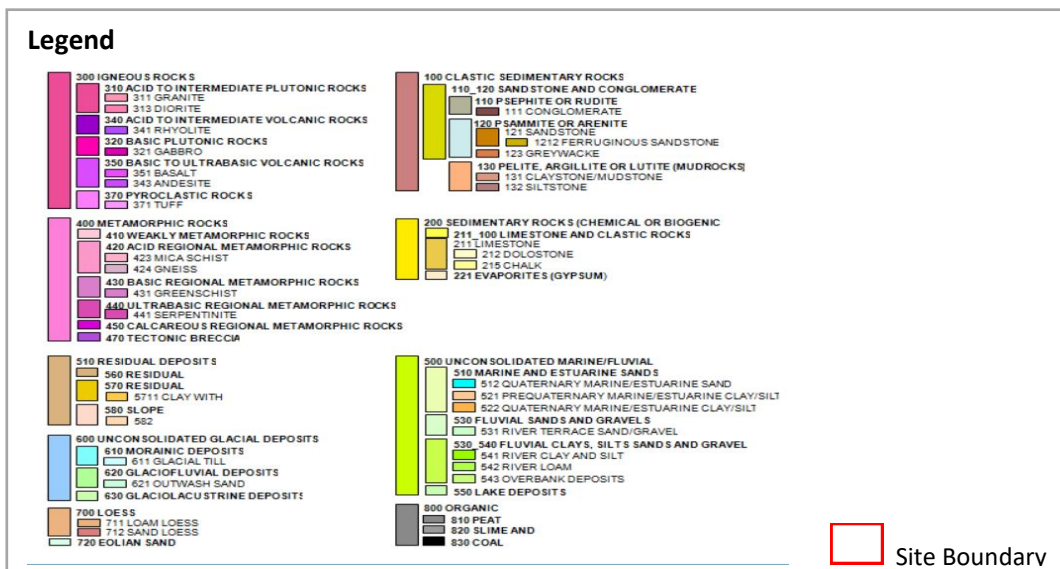 Legend
300 IGNEOUS ROCKS
310 ACID TO INTERMEDIATE PLUTONIC ROCKS
311 GRANITE
313 DIORITE
340 ACID TO INTERMEDIATE VOLCANIC ROCKS
341 RHYOLITE
320 BASIC PLUTONIC ROCKS
321 GABBRO
350 BASIC TO ULTRABASIC VOLCANIC ROCKS
351 BASALT
343 ANDESITE
370 PYROCLASTIC ROCKS
371 TUFF
400 METAMORPHIC ROCKS
410 WEAKLY METAMORPHIC ROCKS
420 ACID REGIONAL METAMORPHIC ROCKS
423 MICA SCHIST
424 GNEISS
430 BASIC REGIONAL METAMORPHIC ROCKS
431 GREENSCHIST
440 ULTRABASIC REGIONAL METAMORPHIC ROCKS
441 SERPENTINITE
450 CALCAREOUS REGIONAL METAMORPHIC ROCKS
470 TECTONIC BRECCIA
510 RESIDUAL DEPOSITS
560 RESIDUAL
570 RESIDUAL
5711 CLAY WITH
580 SLOPE
582
600 UNCONSOLIDATED GLACIAL DEPOSITS
610 MORAINIC DEPOSITS
611 GLACIAL TILL
620 GLACIOFLUVIAL DEPOSITS
621 OUTWASH SAND
630 GLACIOLACUSTRINE DEPOSITS
700 LOESS
711 LOAM LOESS
712 SAND LOESS
720 EOLIAN SAND
100 CLASTIC SEDIMENTARY ROCKS
110_120 SANDSTONE AND CONGLOMERATE
110 PSEPHITE OR RUDITE
111 CONGLOMERATE
120 PSAMMITE OR ARENITE
121 SANDSTONE
1212 FERRUGINOUS SANDSTONE
123 GREYWACKE
130 PELITE, ARGILLITE OR LUTITE (MUDROCKS)
131 CLAYSTONE/MUDSTONE
132 SILTSTONE
200 SEDIMENTARY ROCKS (CHEMICAL OR BIOGENIC
211_100 LIMESTONE AND CLASTIC ROCKS
211 LIMESTONE
212 DOLOSTONE
215 CHALK
221 EVAPORITES (GYPSUM)
500 UNCONSOLIDATED MARINE/FLUVIAL
510 MARINE AND ESTUARINE SANDS
512 QUATERNARY MARINE/ESTUARINE SAND
521 PREQUATERNARY MARINE/ESTUARINE CLAY/SILT
522 QUATERNARY MARINE/ESTUARINE CLAY/SILT
530 FLUVIAL SANDS AND GRAVELS
531 RIVER TERRACE SAND/GRAVEL
530_540 FLUVIAL CLAYS, SILTS SANDS AND GRAVEL
541 RIVER CLAY AND SILT
542 RIVER LOAM
543 OVERBANK DEPOSITS
550 LAKE DEPOSITS
800 ORGANIC
810 PEAT
820 SLIME AND
830 COAL
Site Boundary